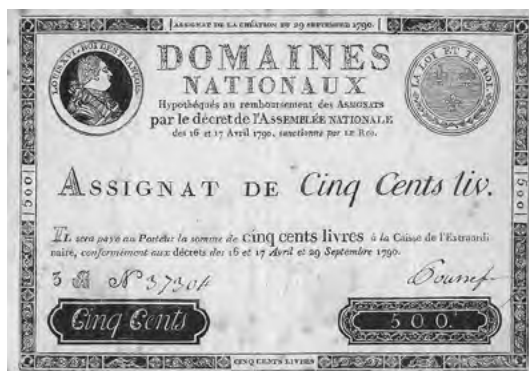 ASSIGNAT DE LA CRÉATION DU 29 SEPTEMBRE 1790.
LOUIS XVI ROI DES FRANÇOIS
LA LOI ET LE ROI.
DOMAINES
NATIONAUX
Hypothéqués au remboursement des ASSIGNATS
par le décret de l'ASSEMBLÉE NATIONALE
des 16 et 17 Avril 1790, sanctionné par LE ROI.
ASSIGNAT DE Cinq Cents liv.
IL sera payé au Porteur la somme de cinq cents livres à la Caisse de l'Extraordi
naire, conformément aux décrets des 16 et 17 Avril et 29 Septembre 1790.
3 N° 37304
Cinq Cents
500.
500
500
CINQ CENTS LIVRES